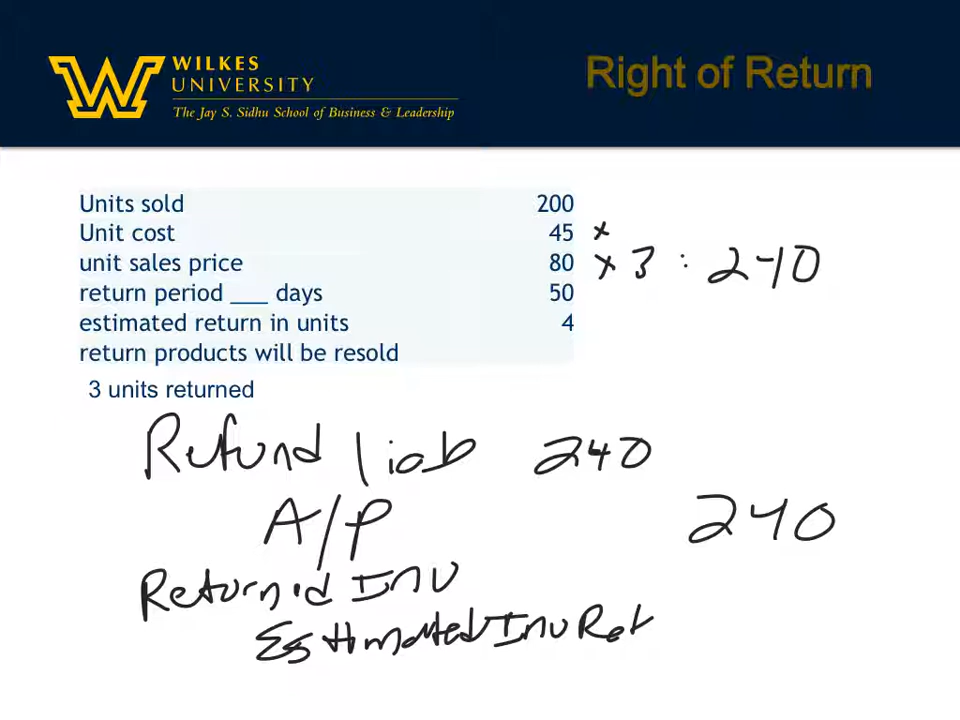 WILKES
UNIVERSITY
The Jay S. Sidhu School of Business & Leadership
Right of Return
Units sold 200
Unit cost 45 x
unit sales price 80 x 3 : 240
return period ___ days 50
estimated return in units 4
return products will be resold
3 units returned
Refund liab 240
A/P 240
Returned Inv
Estimated Inv Ret